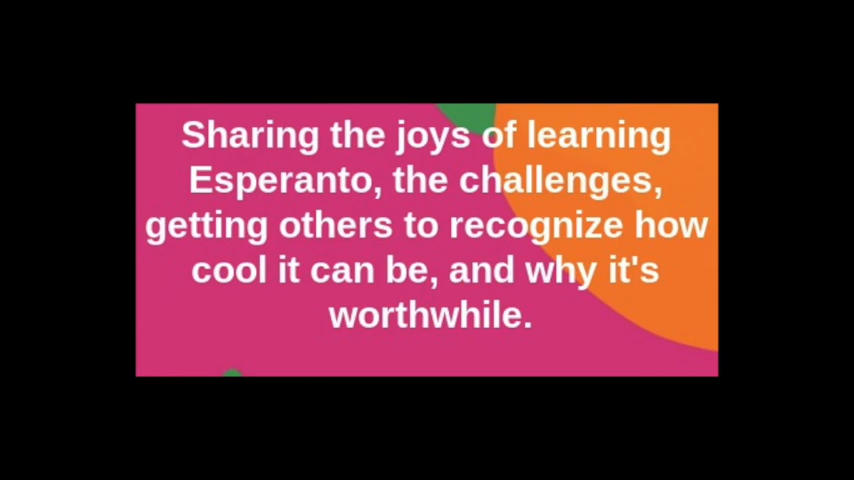 Sharing the joys of learning
Esperanto, the challenges,
getting others to recognize how
cool it can be, and why it's
worthwhile.